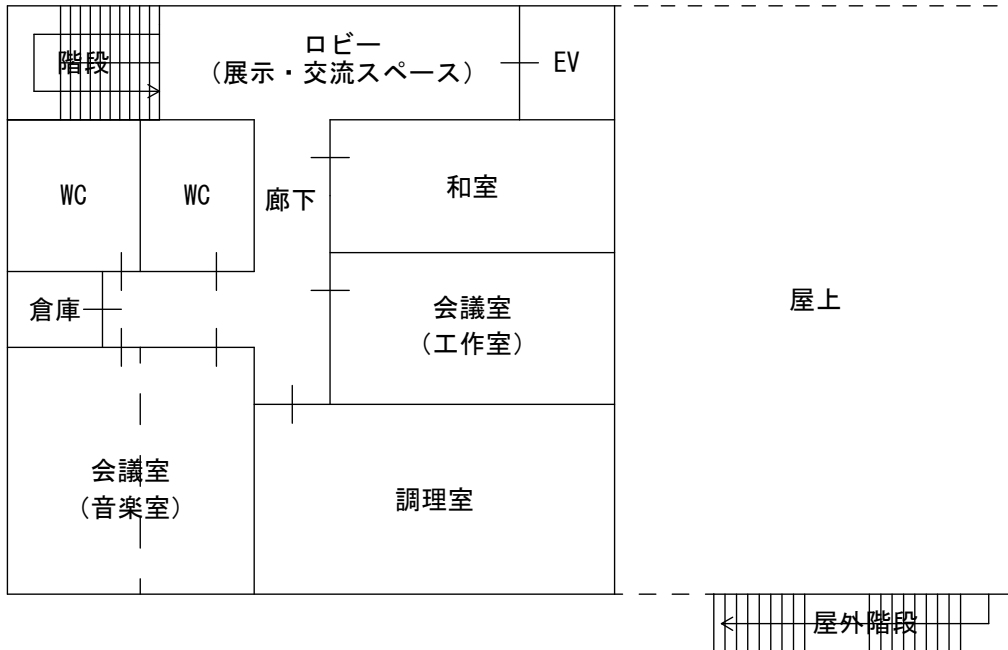 階段
ロビー
（展示・交流スペース）
EV
WC
WC
廊下
和室
倉庫
会議室
（工作室）
屋上
会議室
（音楽室）
調理室
屋外階段